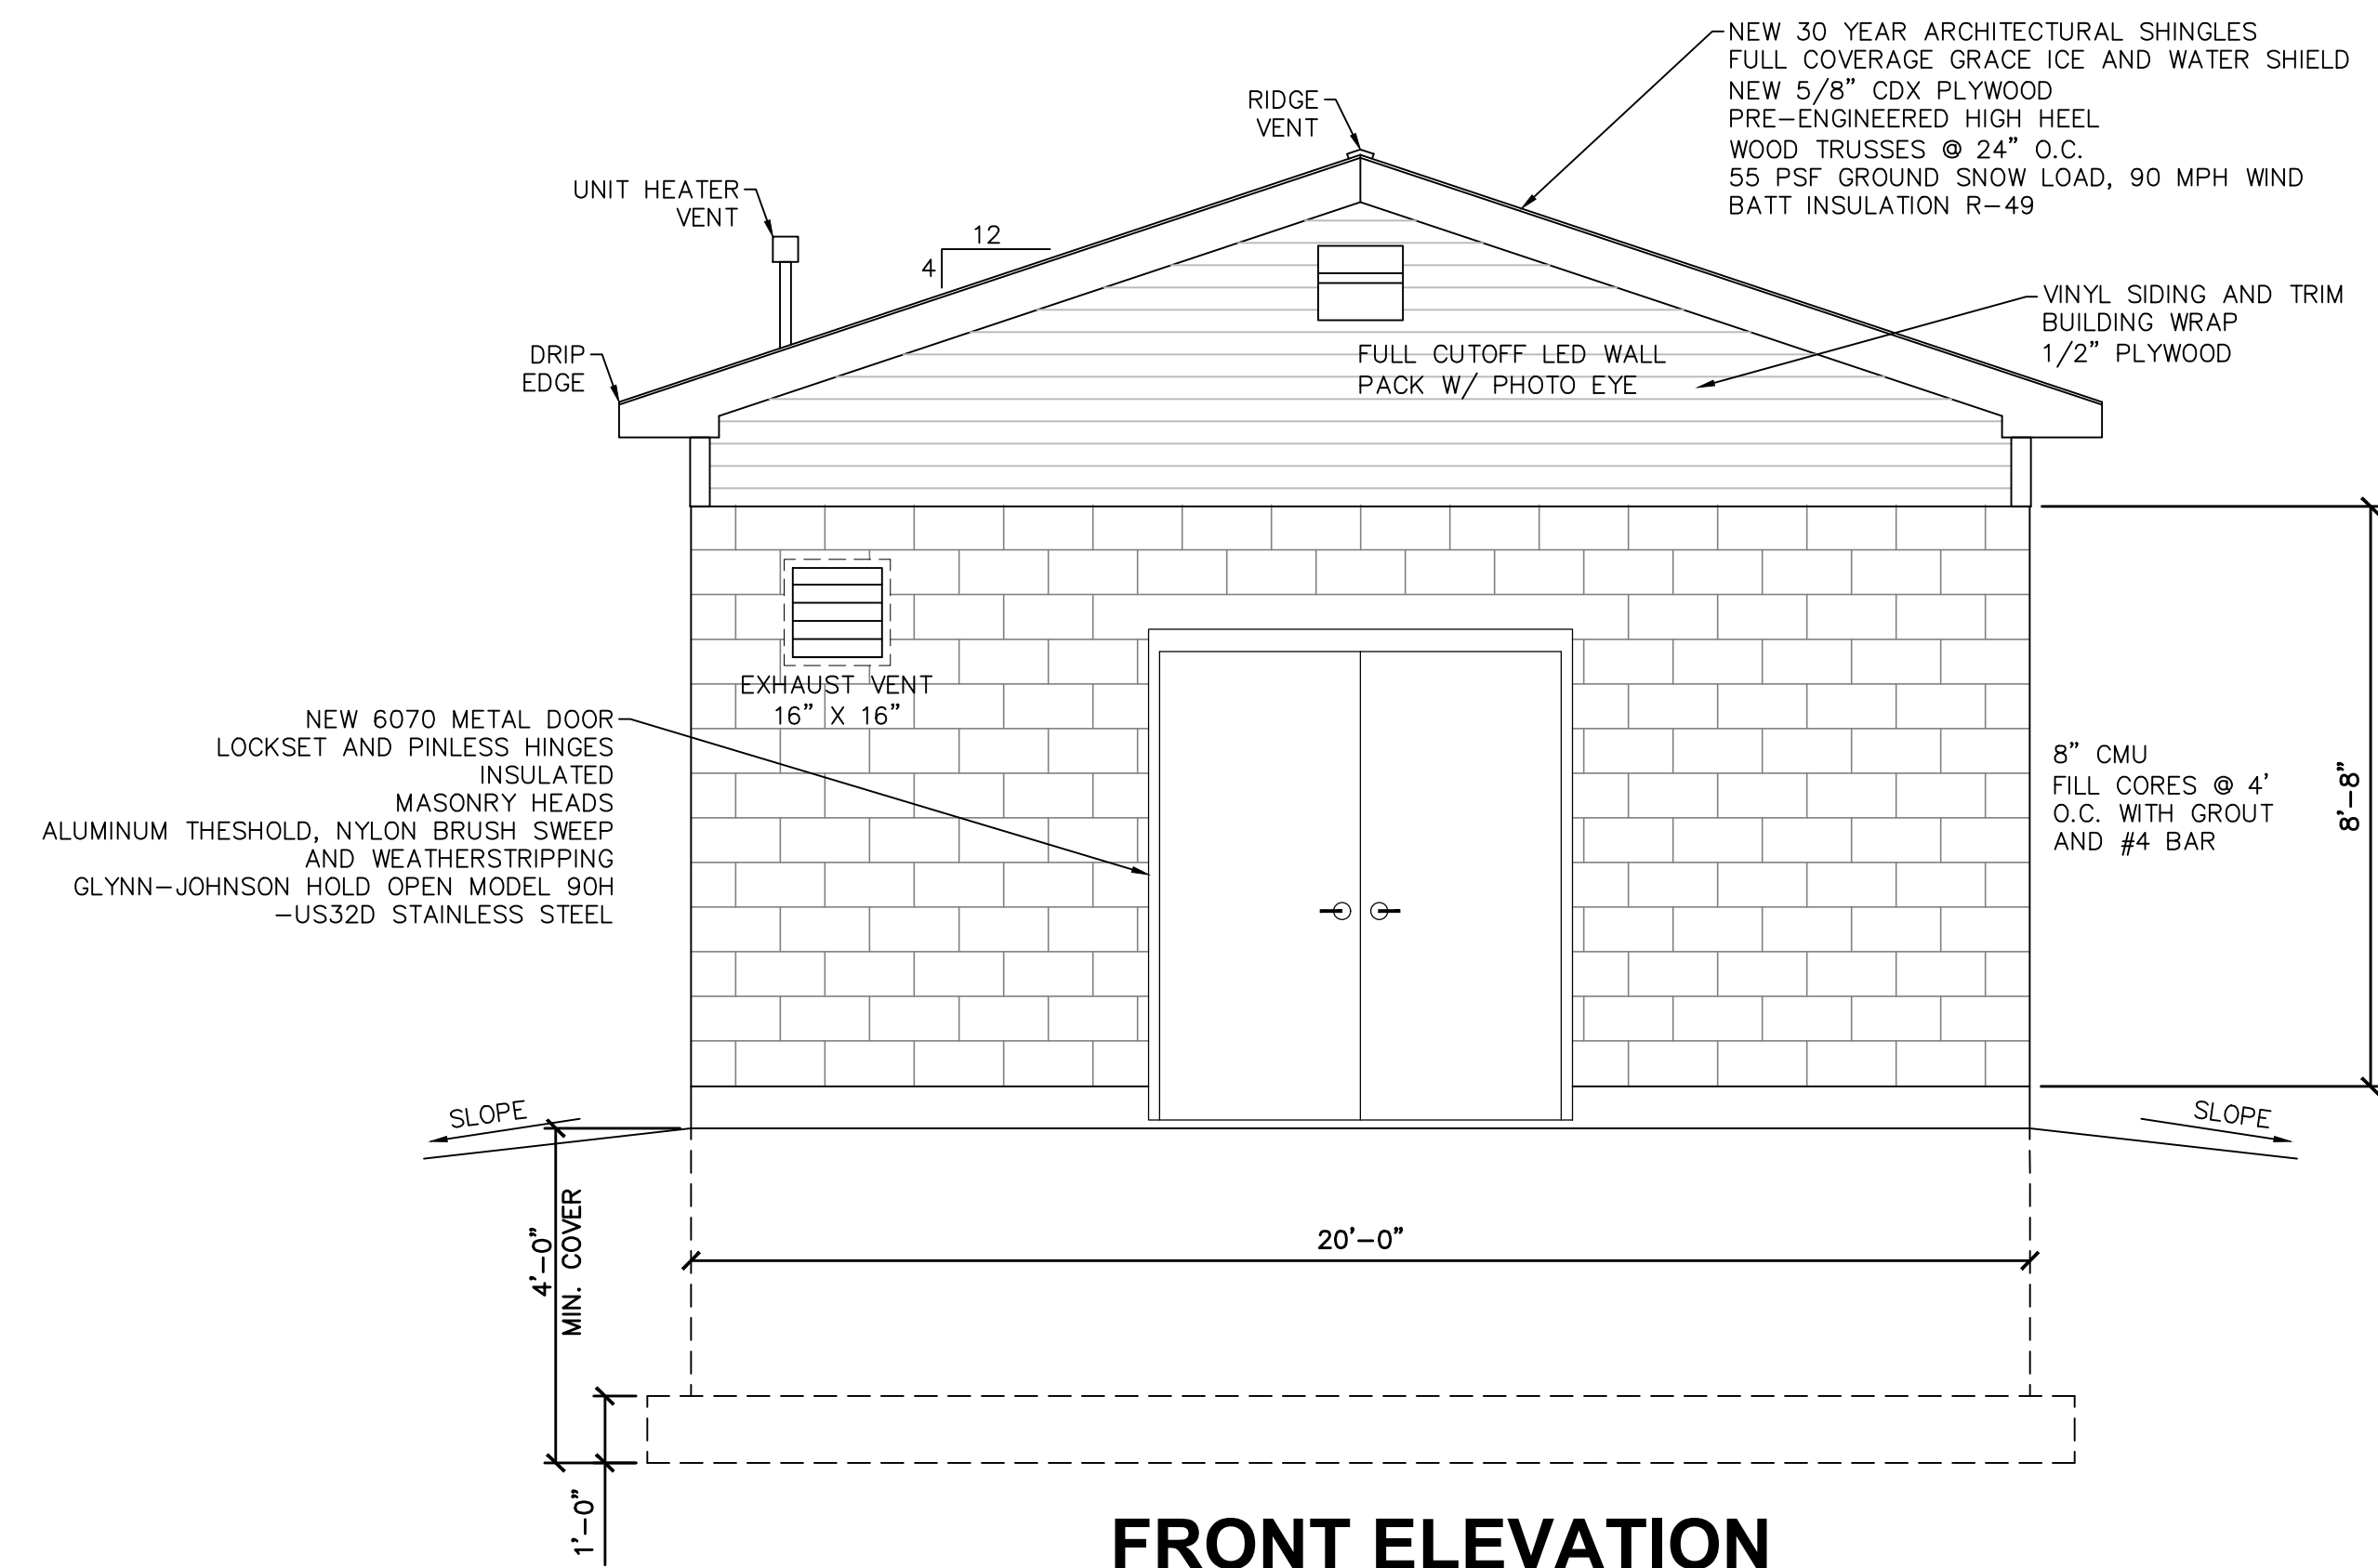 NEW 30 YEAR ARCHITECTURAL SHINGLES
FULL COVERAGE GRACE ICE AND WATER SHIELD
NEW 5/8” CDX PLYWOOD
PRE-ENGINEERED HIGH HEEL
WOOD TRUSSES @ 24” O.C.
55 PSF GROUND SNOW LOAD, 90 MPH WIND
BATT INSULATION R-49
RIDGE
VENT
UNIT HEATER
VENT
12
4
VINYL SIDING AND TRIM
BUILDING WRAP
1/2” PLYWOOD
DRIP
EDGE
FULL CUTOFF LED WALL
PACK W/ PHOTO EYE
EXHAUST VENT
16” X 16”
NEW 6070 METAL DOOR
LOCKSET AND PINLESS HINGES
INSULATED
MASONRY HEADS
ALUMINUM THESHOLD, NYLON BRUSH SWEEP
AND WEATHERSTRIPPING
GLYNN-JOHNSON HOLD OPEN MODEL 90H
-US32D STAINLESS STEEL
8” CMU
FILL CORES @ 4’
O.C. WITH GROUT
AND #4 BAR
8’-8”
SLOPE
SLOPE
4’-0”
MIN. COVER
20’-0”
1’-0”
FRONT ELEVATION